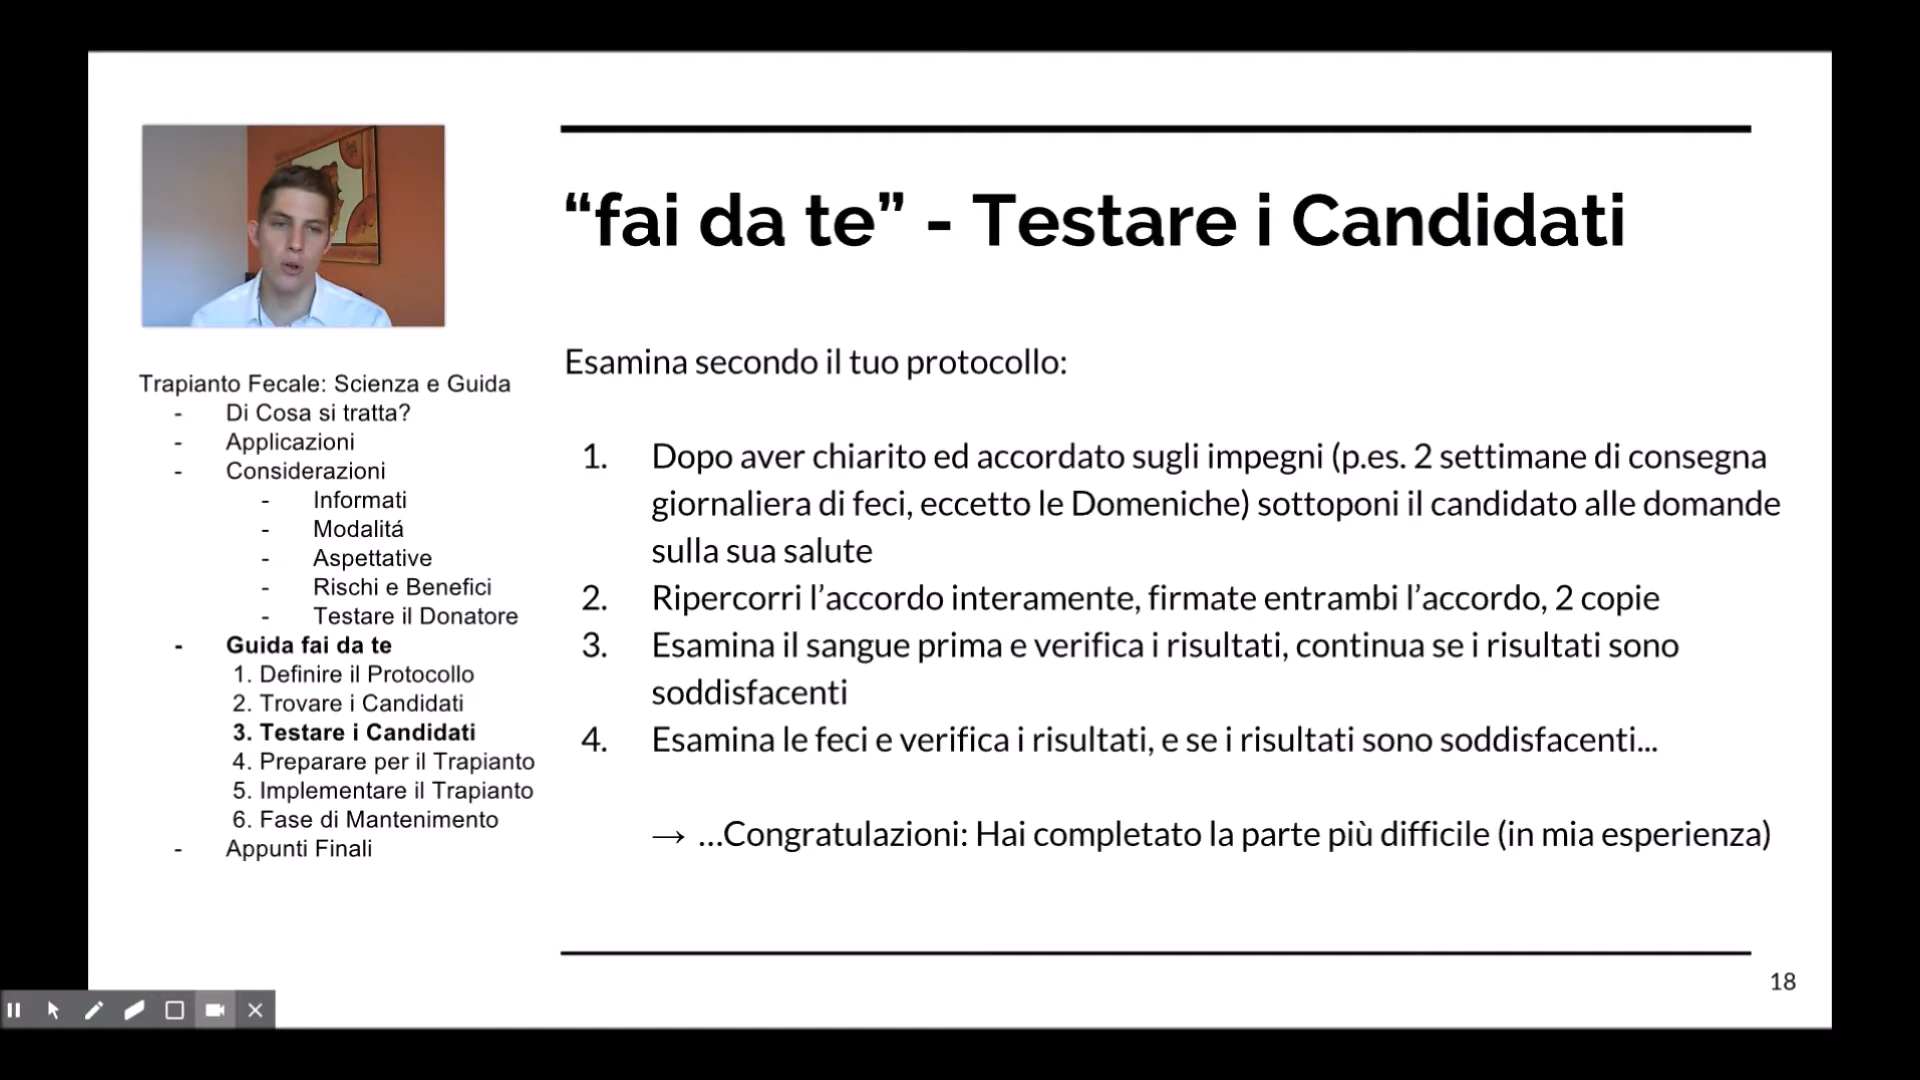 “fai da te” - Testare i Candidati
Trapianto Fecale: Scienza e Guida
- Di Cosa si tratta?
- Applicazioni
- Considerazioni
- Informati
- Modalitá
- Aspettative
- Rischi e Benefici
- Testare il Donatore
- Guida fai da te
1. Definire il Protocollo
2. Trovare i Candidati
3. Testare i Candidati
4. Preparare per il Trapianto
5. Implementare il Trapianto
6. Fase di Mantenimento
- Appunti Finali
Esamina secondo il tuo protocollo:
1. Dopo aver chiarito ed accordato sugli impegni (p.es. 2 settimane di consegna
giornaliera di feci, eccetto le Domeniche) sottoponi il candidato alle domande
sulla sua salute
2. Ripercorri l’accordo interamente, firmate entrambi l’accordo, 2 copie
3. Esamina il sangue prima e verifica i risultati, continua se i risultati sono
soddisfacenti
4. Esamina le feci e verifica i risultati, e se i risultati sono soddisfacenti...
→ ...Congratulazioni: Hai completato la parte più difficile (in mia esperienza)
18